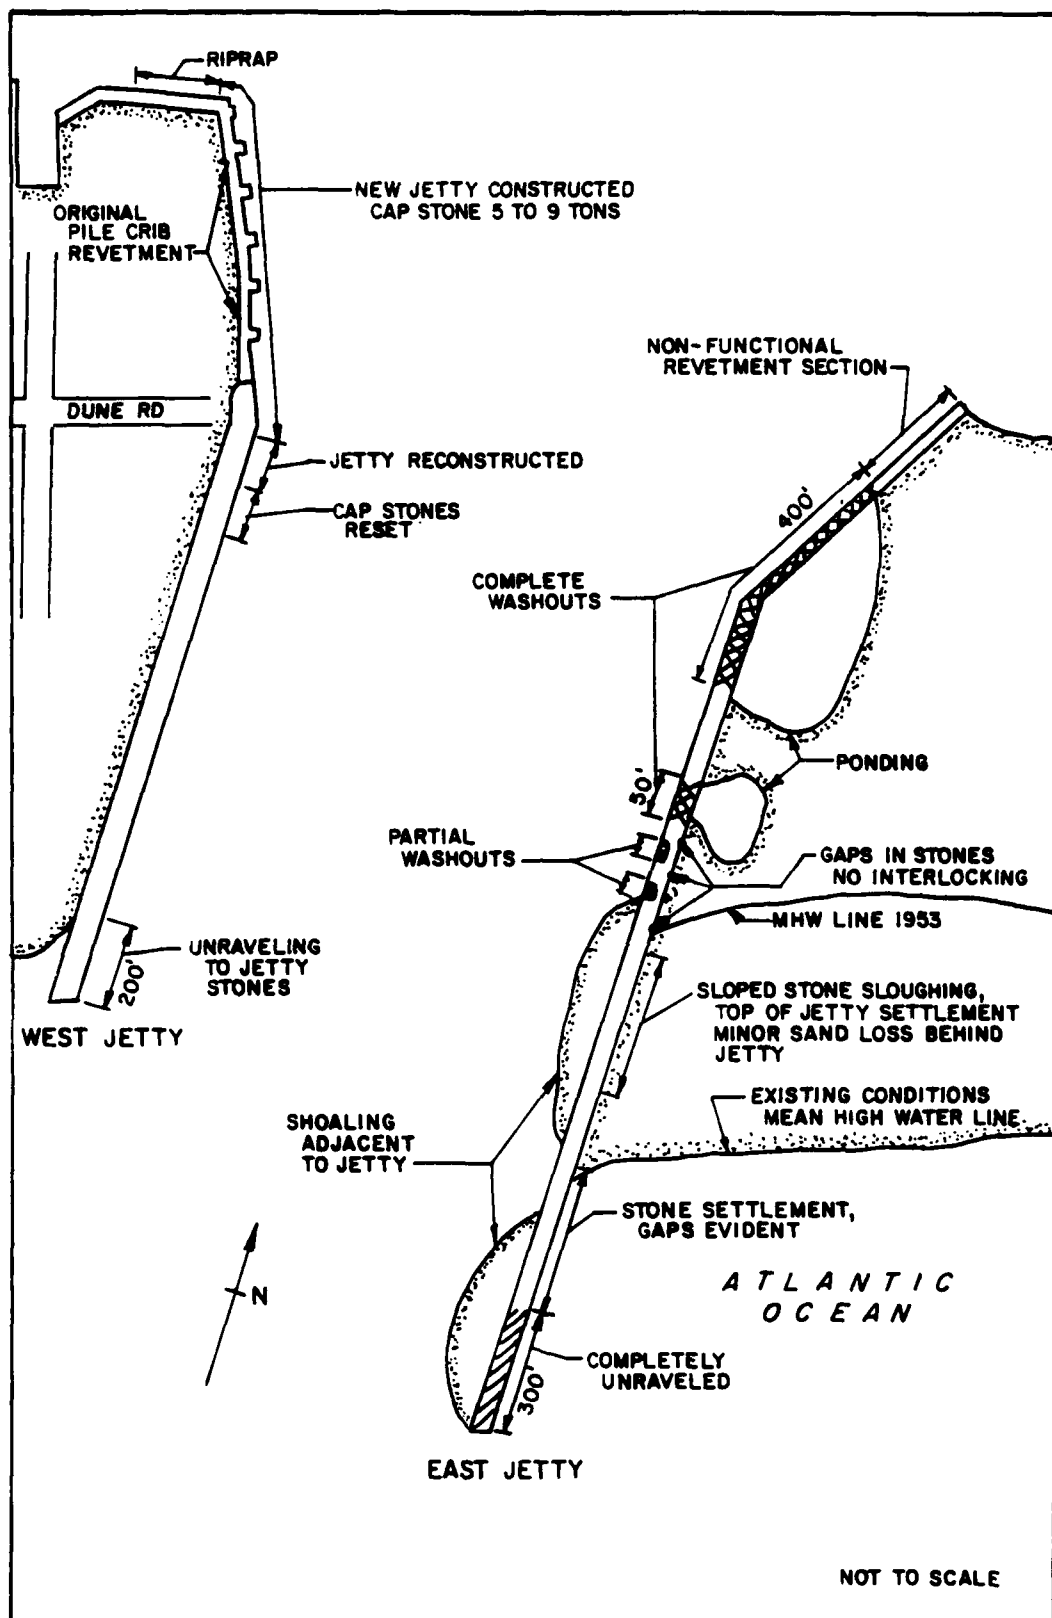 RIPRAP
NEW JETTY CONSTRUCTED
CAP STONE 5 TO 9 TONS
ORIGINAL
PILE CRIB
REVETMENT
DUNE RD
JETTY RECONSTRUCTED
CAP STONES
RESET
NON-FUNCTIONAL
REVETMENT SECTION
400'
COMPLETE
WASHOUTS
PONDING
50'
PARTIAL
WASHOUTS
GAPS IN STONES
NO INTERLOCKING
MHW LINE 1953
UNRAVELING
TO JETTY
STONES
200'
WEST JETTY
SLOPED STONE SLOUGHING,
TOP OF JETTY SETTLEMENT
MINOR SAND LOSS BEHIND
JETTY
EXISTING CONDITIONS
MEAN HIGH WATER LINE
SHOALING
ADJACENT
TO JETTY
STONE SETTLEMENT,
GAPS EVIDENT
N
ATLANTIC
OCEAN
COMPLETELY
UNRAVELED
300'
EAST JETTY
NOT TO SCALE